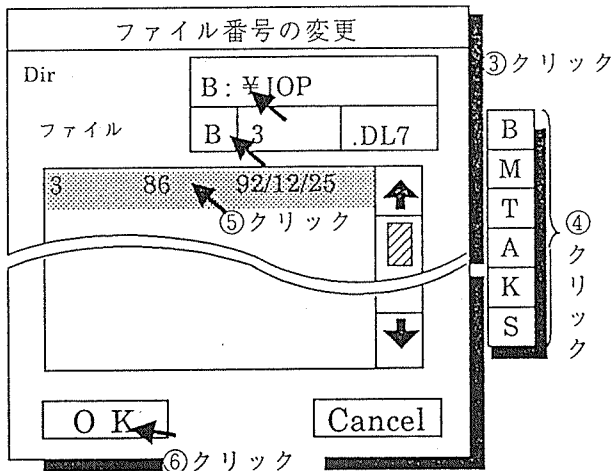 ファイル番号の変更
Dir
B:¥JOP
③クリック
ファイル
B 3 .DL7
3 86 92/12/25
⑤クリック
B
M
T
A
K
S
④クリック
OK
Cancel
⑥クリック